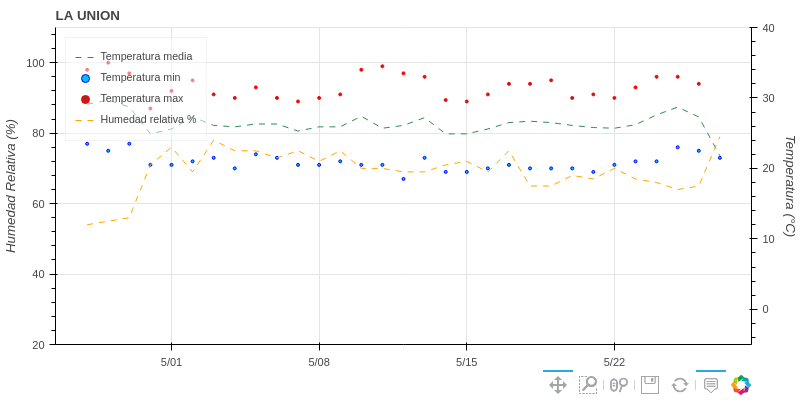 LA UNION
Temperatura media
Temperatura min
Temperatura max
Humedad relativa %
Humedad Relativa (%)
100
80
60
40
20
Temperatura (°C)
40
30
20
10
0
5/01
5/08
5/15
5/22